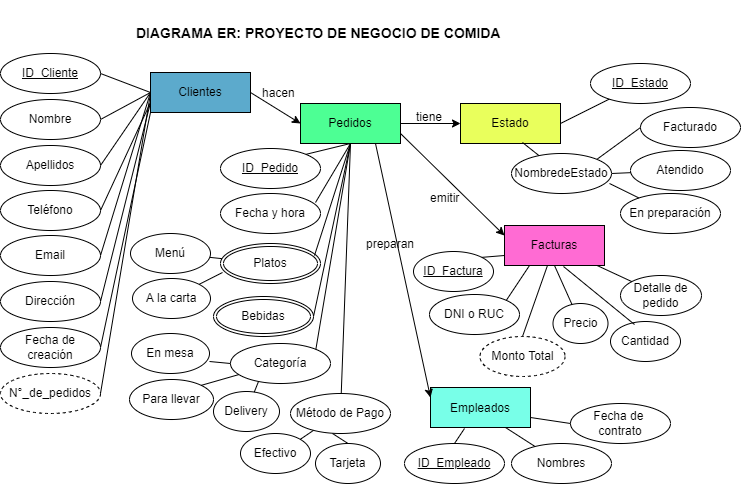 DIAGRAMA ER: PROYECTO DE NEGOCIO DE COMIDA
ID_Cliente
Clientes
hacen
Nombre
Apellidos
Teléfono
Email
Dirección
Fecha de
creación
N°_de_pedidos
Pedidos
tiene
Estado
ID_Estado
NombredeEstado
Facturado
Atendido
En preparación
ID_Pedido
Fecha y hora
Platos
Menú
A la carta
Bebidas
Categoría
En mesa
Para llevar
Delivery
Método de Pago
Efectivo
Tarjeta
emitir
preparan
Facturas
ID_Factura
DNI o RUC
Monto Total
Precio
Cantidad
Detalle de
pedido
Empleados
ID_Empleado
Nombres
Fecha de
contrato